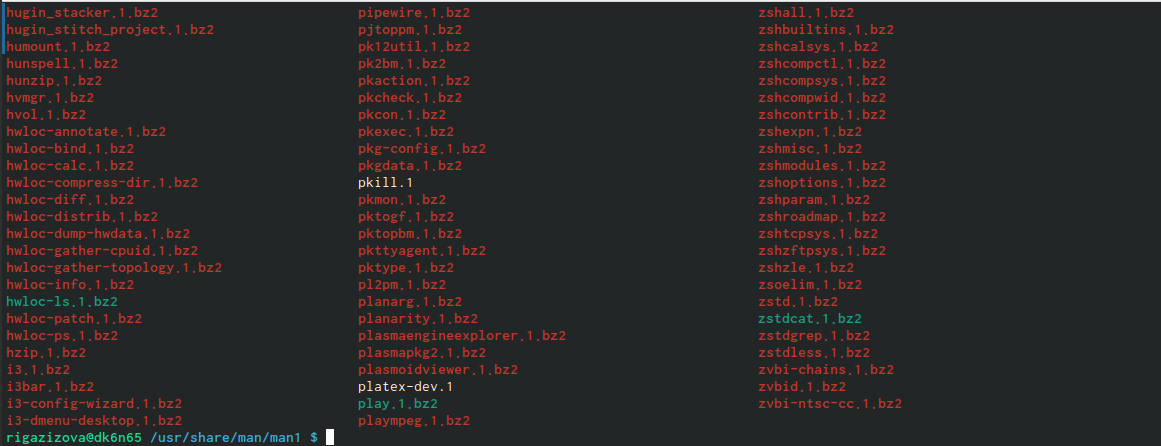 hugin_stacker.1.bz2 pipewire.1.bz2 zshall.1.bz2
hugin_stitch_project.1.bz2 pjtoppm.1.bz2 zshbuiltins.1.bz2
humount.1.bz2 pk12util.1.bz2 zshcalsys.1.bz2
hunspell.1.bz2 pk2bm.1.bz2 zshcompctl.1.bz2
hunzip.1.bz2 pkaction.1.bz2 zshcompsys.1.bz2
hvmgr.1.bz2 pkcheck.1.bz2 zshcompwid.1.bz2
hvol.1.bz2 pkcon.1.bz2 zshcontrib.1.bz2
hwloc-annotate.1.bz2 pkexec.1.bz2 zshexpn.1.bz2
hwloc-bind.1.bz2 pkg-config.1.bz2 zshmisc.1.bz2
hwloc-calc.1.bz2 pkgdata.1.bz2 zshmodules.1.bz2
hwloc-compress-dir.1.bz2 pkill.1 zshoptions.1.bz2
hwloc-diff.1.bz2 pkmon.1.bz2 zshparam.1.bz2
hwloc-distrib.1.bz2 pktogf.1.bz2 zshroadmap.1.bz2
hwloc-dump-hwdata.1.bz2 pktopbm.1.bz2 zshtcpsys.1.bz2
hwloc-gather-cpuid.1.bz2 pkttyagent.1.bz2 zshzftpsys.1.bz2
hwloc-gather-topology.1.bz2 pktype.1.bz2 zshzle.1.bz2
hwloc-info.1.bz2 pl2pm.1.bz2 zsoelim.1.bz2
hwloc-ls.1.bz2 planarg.1.bz2 zstd.1.bz2
hwloc-patch.1.bz2 planarity.1.bz2 zstdcat.1.bz2
hwloc-ps.1.bz2 plasmaengineexplorer.1.bz2 zstdgrep.1.bz2
hzip.1.bz2 plasmapkg2.1.bz2 zstdless.1.bz2
i3.1.bz2 plasmoidviewer.1.bz2 zvbi-chains.1.bz2
i3bar.1.bz2 platex-dev.1 zvbid.1.bz2
i3-config-wizard.1.bz2 play.1.bz2 zvbi-ntsc-cc.1.bz2
i3-dmenu-desktop.1.bz2 plaympeg.1.bz2
rigazizova@dk6n65 /usr/share/man/man1 $